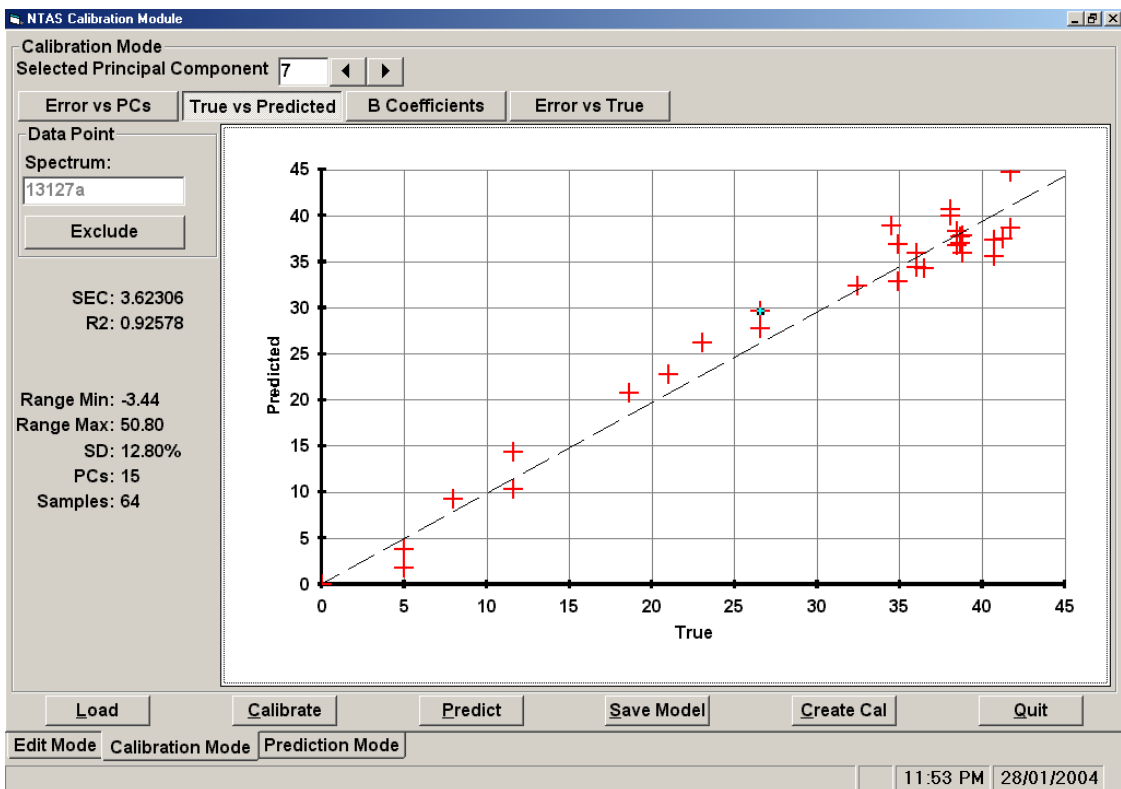 NTAS Calibration Module
Calibration Mode
Selected Principal Component 7
Error vs PCs True vs Predicted B Coefficients Error vs True
Data Point
Spectrum:
13127a
Exclude
SEC: 3.62306
R2: 0.92578
Range Min: -3.44
Range Max: 50.80
SD: 12.80%
PCs: 15
Samples: 64
Predicted
45
40
35
30
25
20
15
10
5
0
0 5 10 15 20 25 30 35 40 45
True
Load Calibrate Predict Save Model Create Cal Quit
Edit Mode Calibration Mode Prediction Mode
11:53 PM 28/01/2004